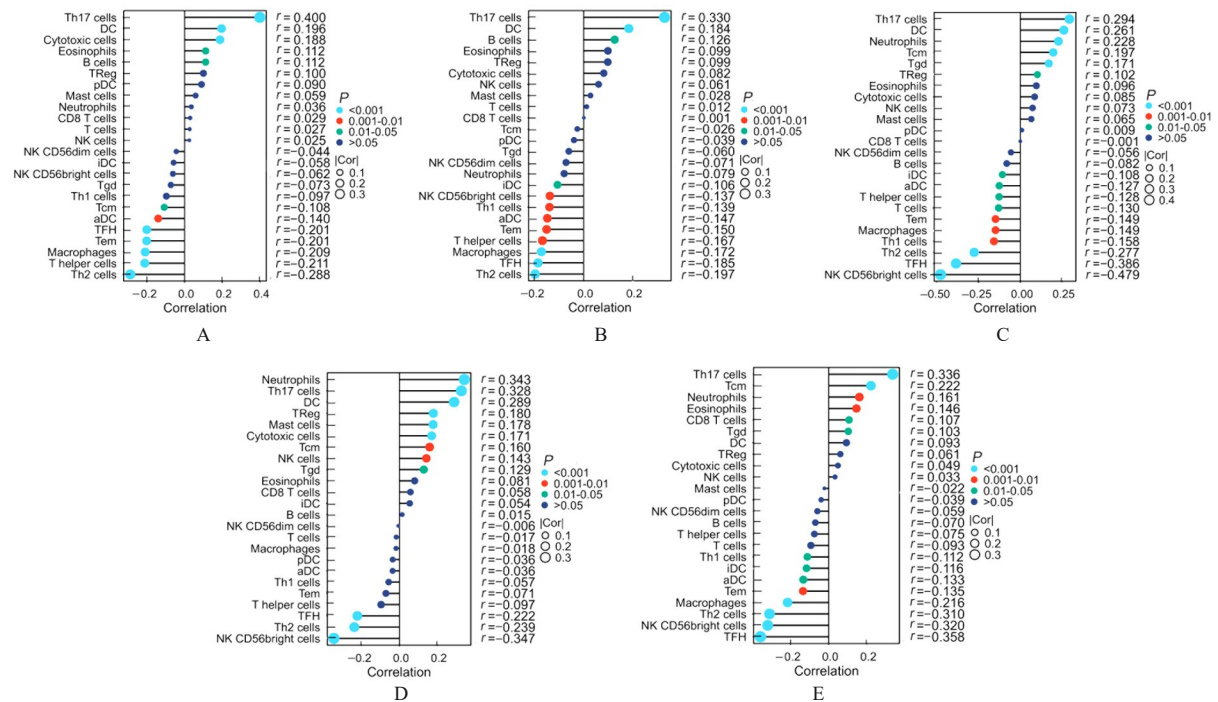 Th17 cells r=0.400
DC r=0.196
Cytotoxic cells r=0.188
Eosinophils r=0.112
B cells r=0.112
TReg r=0.100
pDC r=0.090
Mast cells r=0.059
Neutrophils r=0.036
CD8 T cells r=0.029
T cells r=0.027
NK cells r=0.025
NK CD56dim cells r=−0.044
iDC r=−0.058
NK CD56bright cells r=−0.062
Tgd r=−0.073
Th1 cells r=−0.097
Tcm r=−0.108
aDC r=−0.140
TFH r=−0.201
Tem r=−0.201
Macrophages r=−0.209
T helper cells r=−0.211
Th2 cells r=−0.288
P
<0.001
0.001-0.01
0.01-0.05
>0.05
|Cor|
0.1
0.2
0.3
−0.2 0.0 0.2 0.4
Correlation
A
Th17 cells r=0.330
DC r=0.184
B cells r=0.126
Eosinophils r=0.099
TReg r=0.099
Cytotoxic cells r=0.082
NK cells r=0.061
Mast cells r=0.028
T cells r=0.012
CD8 T cells r=0.001
Tcm r=−0.026
pDC r=−0.039
Tgd r=−0.060
NK CD56dim cells r=−0.071
Neutrophils r=−0.079
iDC r=−0.106
NK CD56bright cells r=−0.137
Th1 cells r=−0.139
aDC r=−0.147
Tem r=−0.150
T helper cells r=−0.167
Macrophages r=−0.172
TFH r=−0.185
Th2 cells r=−0.197
P
<0.001
0.001-0.01
0.01-0.05
>0.05
|Cor|
0.1
0.2
0.3
−0.2 0.0 0.2
Correlation
B
Th17 cells r=0.294
DC r=0.261
Neutrophils r=0.228
Tcm r=0.197
Tgd r=0.171
TReg r=0.102
Eosinophils r=0.096
Cytotoxic cells r=0.085
NK cells r=0.073
Mast cells r=0.065
pDC r=0.009
CD8 T cells r=−0.001
NK CD56dim cells r=−0.056
B cells r=−0.082
iDC r=−0.108
aDC r=−0.127
T helper cells r=−0.128
T cells r=−0.130
Tem r=−0.149
Macrophages r=−0.149
Th1 cells r=−0.158
Th2 cells r=−0.277
TFH r=−0.386
NK CD56bright cells r=−0.479
P
<0.001
0.001-0.01
0.01-0.05
>0.05
|Cor|
0.1
0.2
0.3
0.4
−0.50 −0.25 0.00 0.25
Correlation
C
Neutrophils r=0.343
Th17 cells r=0.328
DC r=0.289
TReg r=0.180
Mast cells r=0.178
Cytotoxic cells r=0.171
Tcm r=0.160
NK cells r=0.143
Tgd r=0.129
Eosinophils r=0.081
CD8 T cells r=0.058
iDC r=0.054
B cells r=0.015
NK CD56dim cells r=−0.006
T cells r=−0.017
Macrophages r=−0.018
pDC r=−0.036
aDC r=−0.036
Th1 cells r=−0.057
Tem r=−0.071
T helper cells r=−0.097
TFH r=−0.222
Th2 cells r=−0.239
NK CD56bright cells r=−0.347
P
<0.001
0.001-0.01
0.01-0.05
>0.05
|Cor|
0.1
0.2
0.3
−0.2 0.0 0.2
Correlation
D
Th17 cells r=0.336
Tcm r=0.222
Neutrophils r=0.161
Eosinophils r=0.146
CD8 T cells r=0.107
Tgd r=0.103
DC r=0.093
TReg r=0.061
Cytotoxic cells r=0.049
NK cells r=0.033
Mast cells r=−0.022
pDC r=−0.039
NK CD56dim cells r=−0.059
B cells r=−0.070
T helper cells r=−0.075
T cells r=−0.093
Th1 cells r=−0.112
iDC r=−0.116
aDC r=−0.133
Tem r=−0.135
Macrophages r=−0.216
Th2 cells r=−0.310
NK CD56bright cells r=−0.320
TFH r=−0.358
P
<0.001
0.001-0.01
0.01-0.05
>0.05
|Cor|
0.1
0.2
0.3
−0.2 0.0 0.2
Correlation
E